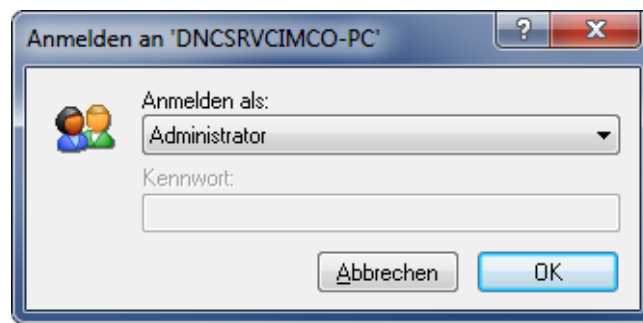 Anmelden an 'DNCSRVCIMCO-PC'
?
Anmelden als:
Administrator
Kennwort:
Abbrechen
OK